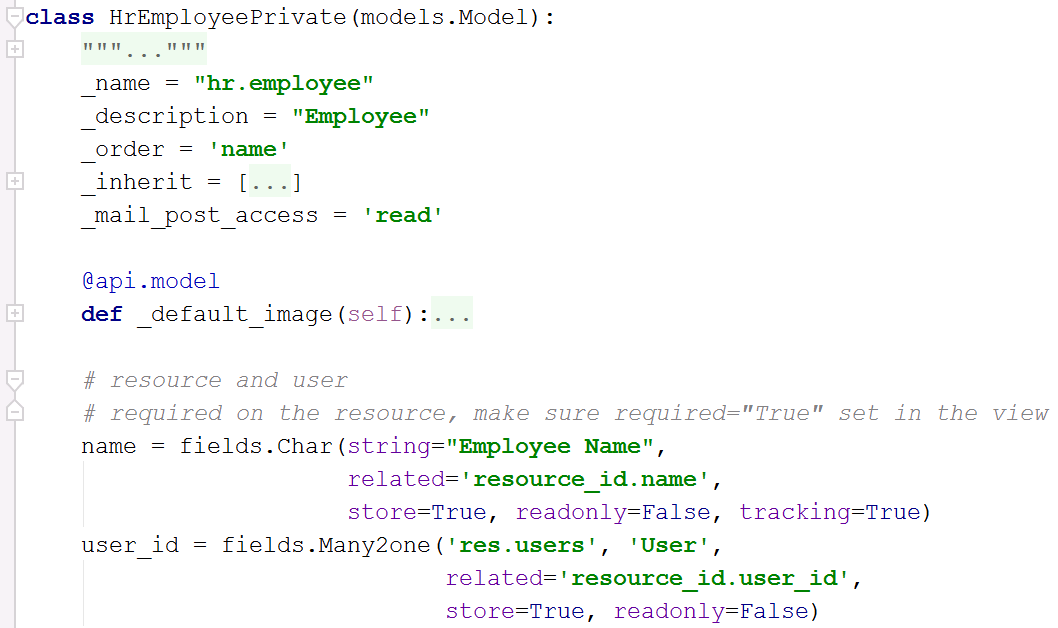 class HrEmployeePrivate(models.Model):
    """..."""
    _name = "hr.employee"
    _description = "Employee"
    _order = 'name'
    _inherit = [...]
    _mail_post_access = 'read'

    @api.model
    def _default_image(self):...

    # resource and user
    # required on the resource, make sure required="True" set in the view
    name = fields.Char(string="Employee Name",
                       related='resource_id.name',
                       store=True, readonly=False, tracking=True)
    user_id = fields.Many2one('res.users', 'User',
                              related='resource_id.user_id',
                              store=True, readonly=False)